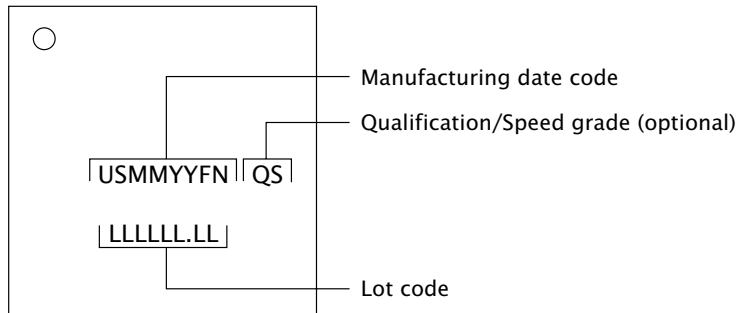 Manufacturing date code
Qualification/Speed grade (optional)
USMMYYFN QS
LLLLLL.LL
Lot code